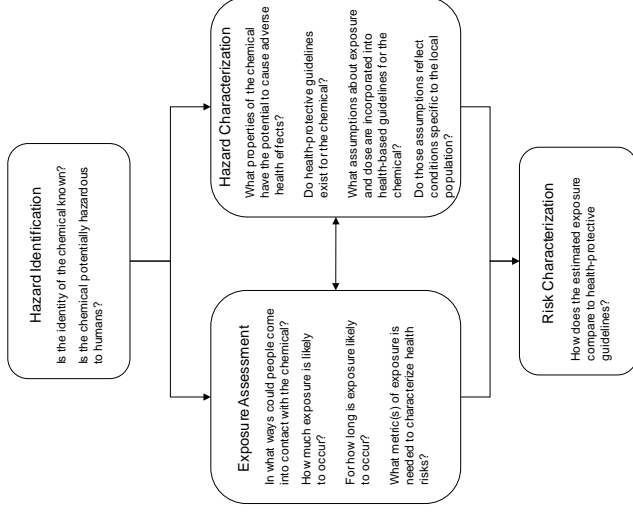 Hazard Identification
Is the identity of the chemical known?
Is the chemical potentially hazardous
to humans?
Exposure Assessment
In what ways could people come
into contact with the chemical?
How much exposure is likely
to occur?
For how long is exposure likely
to occur?
What metric(s) of exposure is
needed to characterize health
risks?
Hazard Characterization
What properties of the chemical
have the potential to cause adverse
health effects?
Do health-protective guidelines
exist for the chemical?
What assumptions about exposure
and dose are incorporated into
health-based guidelines for the
chemical?
Do those assumptions reflect
conditions specific to the local
population?
Risk Characterization
How does the estimated exposure
compare to health-protective
guidelines?